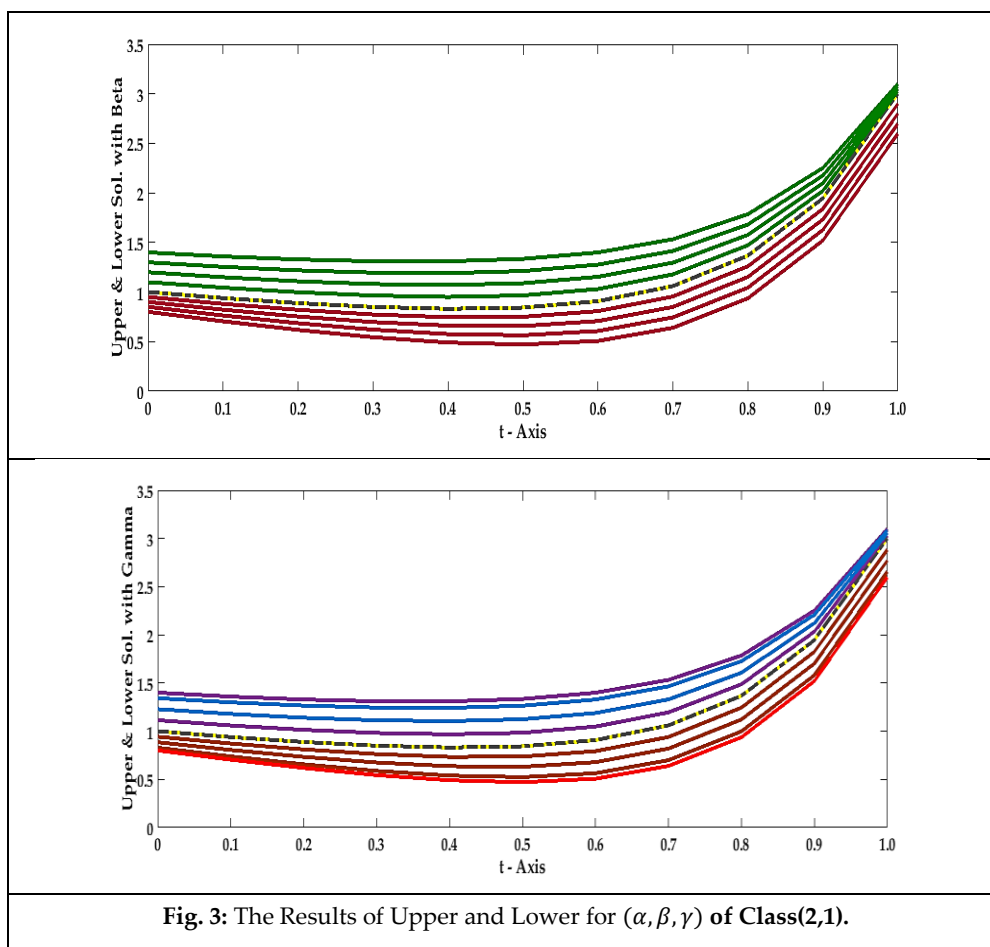 Upper & Lower Sol. with Beta
3.5
3
2.5
2
1.5
1
0.5
0
0 0.1 0.2 0.3 0.4 0.5 0.6 0.7 0.8 0.9 1.0
t - Axis
Upper & Lower Sol. with Gamma
3.5
3
2.5
2
1.5
1
0.5
0
0 0.1 0.2 0.3 0.4 0.5 0.6 0.7 0.8 0.9 1.0
t - Axis
Fig. 3: The Results of Upper and Lower for (α, β, γ) of Class(2,1).